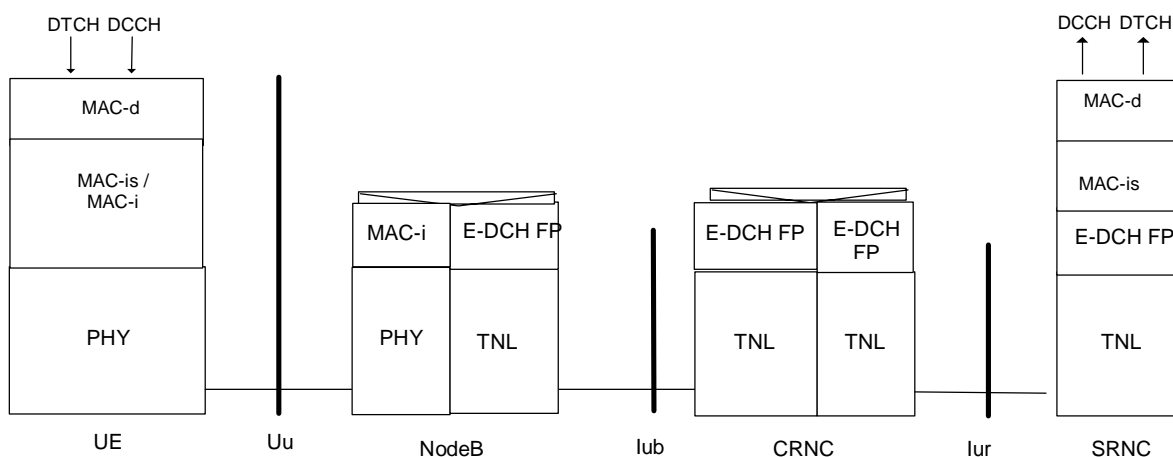 DTCH DCCH
DCCH DTCH
MAC-d
MAC-d
MAC-is /
MAC-i
MAC-is
MAC-i
E-DCH FP
E-DCH FP
E-DCH
FP
E-DCH FP
PHY
PHY
TNL
TNL
TNL
TNL
UE
Uu
NodeB
Iub
CRNC
Iur
SRNC